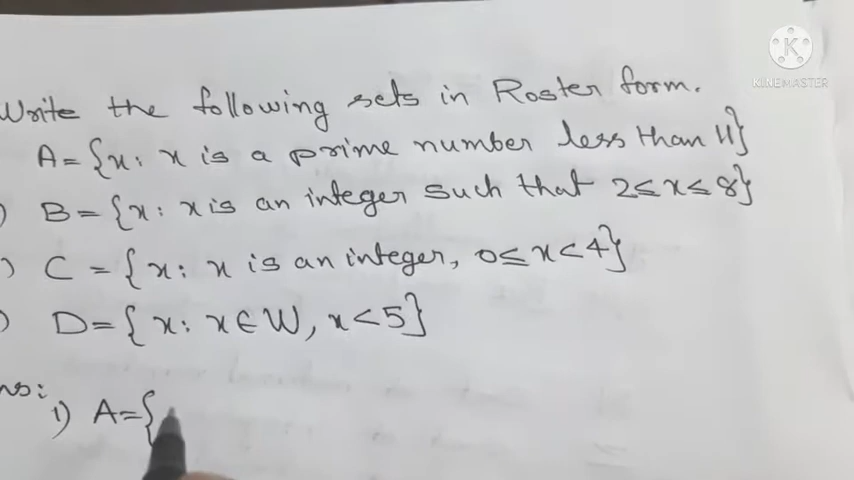 K
KINEMASTER
Write the following sets in Roster form.
A={x: x is a prime number less than 11}
) B={x: x is an integer such that 2≤x≤8}
) C={x: x is an integer, 0≤x<4}
) D={x: x∈W, x<5}
ns:
1) A={